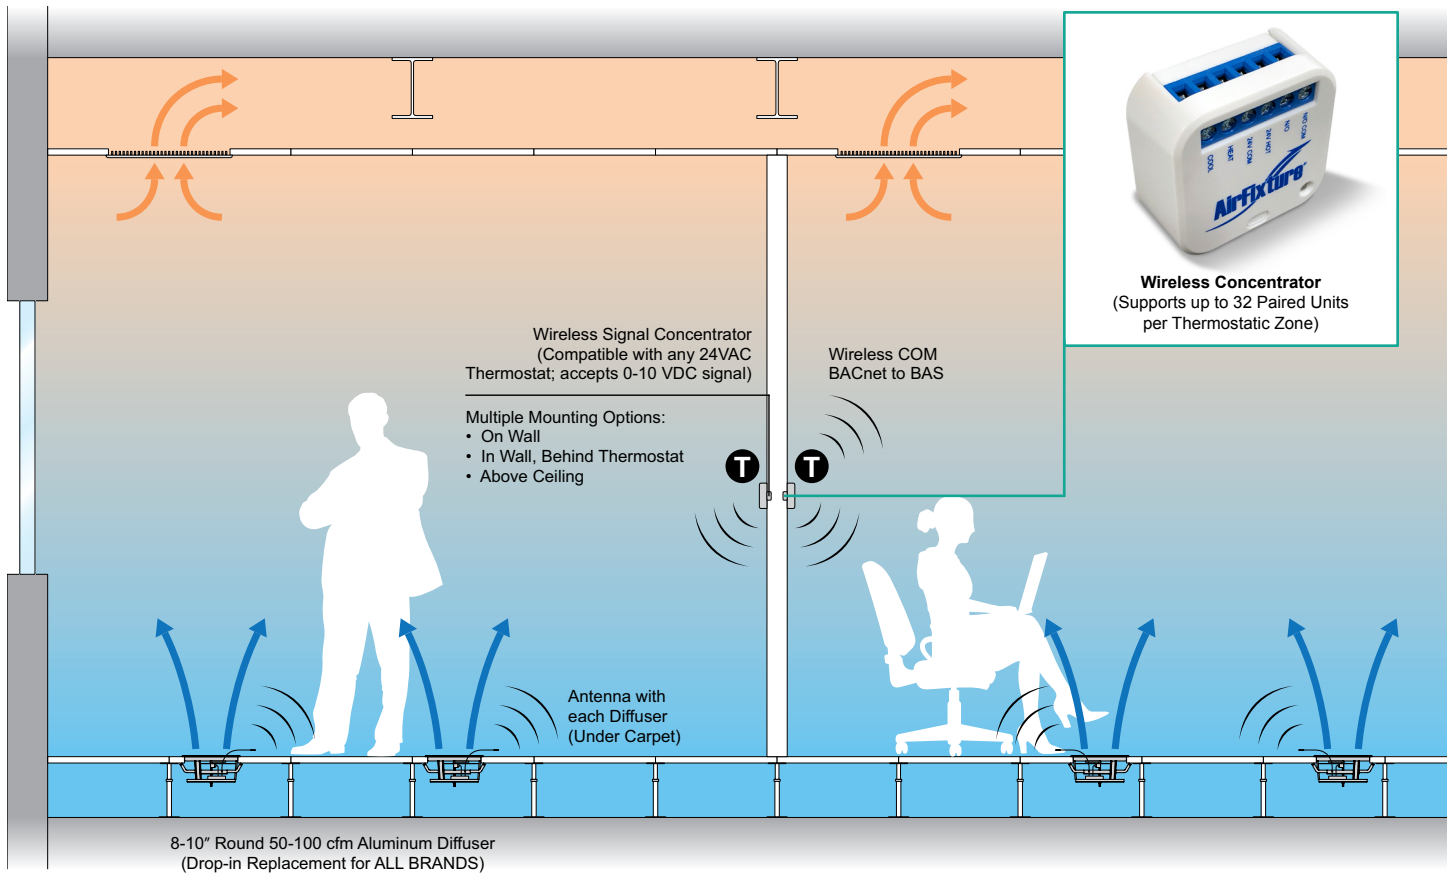 COOL
HEAT
24V COM
24V HOT
N/O
N/O COM
AirFixture
Wireless Concentrator
(Supports up to 32 Paired Units
per Thermostatic Zone)
Wireless Signal Concentrator
(Compatible with any 24VAC
Thermostat; accepts 0-10 VDC signal)
Multiple Mounting Options:
• On Wall
• In Wall, Behind Thermostat
• Above Ceiling
Wireless COM
BACnet to BAS
T
T
Antenna with
each Diffuser
(Under Carpet)
8-10″ Round 50-100 cfm Aluminum Diffuser
(Drop-in Replacement for ALL BRANDS)